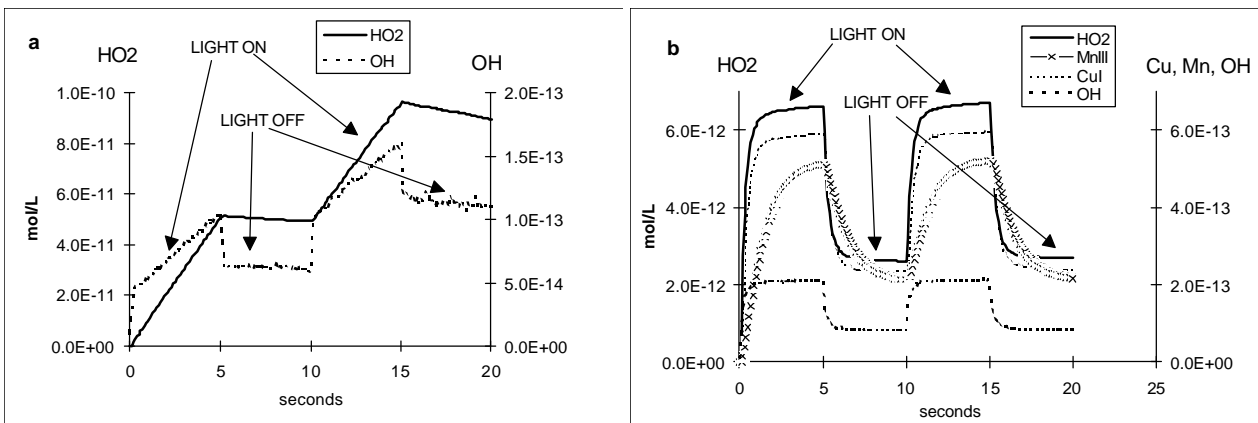 a
HO2
LIGHT ON
HO2
OH
OH
LIGHT OFF
mol/L
1.0E-10
8.0E-11
6.0E-11
4.0E-11
2.0E-11
0.0E+00
2.0E-13
1.5E-13
1.0E-13
5.0E-14
0.0E+00
0 5 10 15 20
seconds
b
HO2
LIGHT ON
HO2
MnIII
CuI
OH
Cu, Mn, OH
LIGHT OFF
mol/L
6.0E-12
4.0E-12
2.0E-12
0.0E+00
6.0E-13
4.0E-13
2.0E-13
0.0E+00
0 5 10 15 20 25
seconds